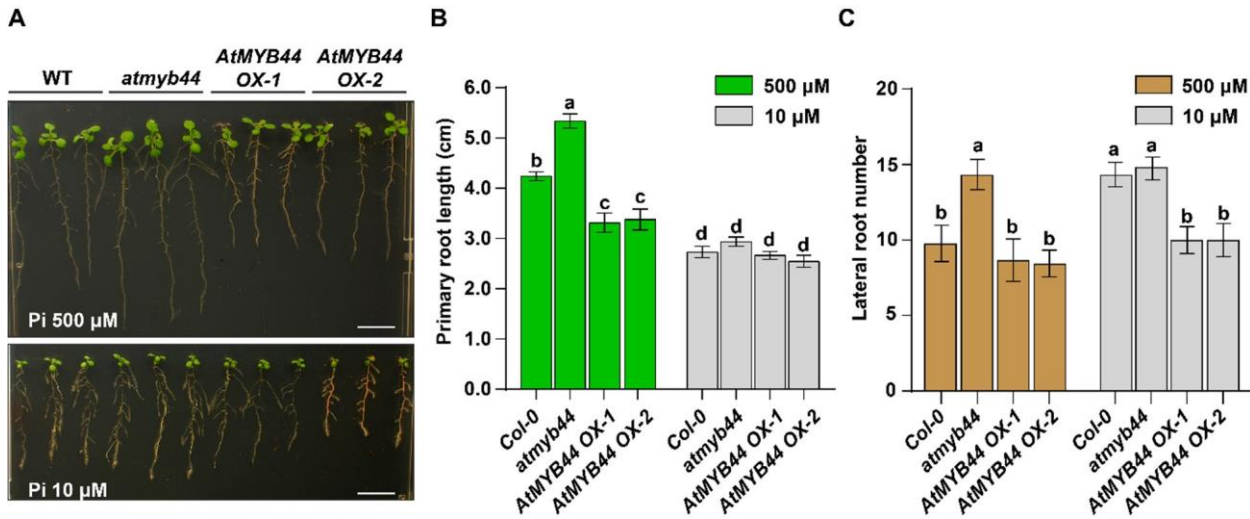 A
WT
atmyb44
AtMYB44
OX-1
AtMYB44
OX-2
Pi 500 µM
Pi 10 µM
B
500 µM
10 µM
Primary root length (cm)
6.0
5.0
4.0
3.0
2.0
1.0
0.0
b
a
c
c
d
d
d
d
Col-0
atmyb44
AtMYB44 OX-1
AtMYB44 OX-2
Col-0
atmyb44
AtMYB44 OX-1
AtMYB44 OX-2
C
500 µM
10 µM
Lateral root number
20
15
10
5
0
b
a
b
b
a
a
b
b
Col-0
atmyb44
AtMYB44 OX-1
AtMYB44 OX-2
Col-0
atmyb44
AtMYB44 OX-1
AtMYB44 OX-2